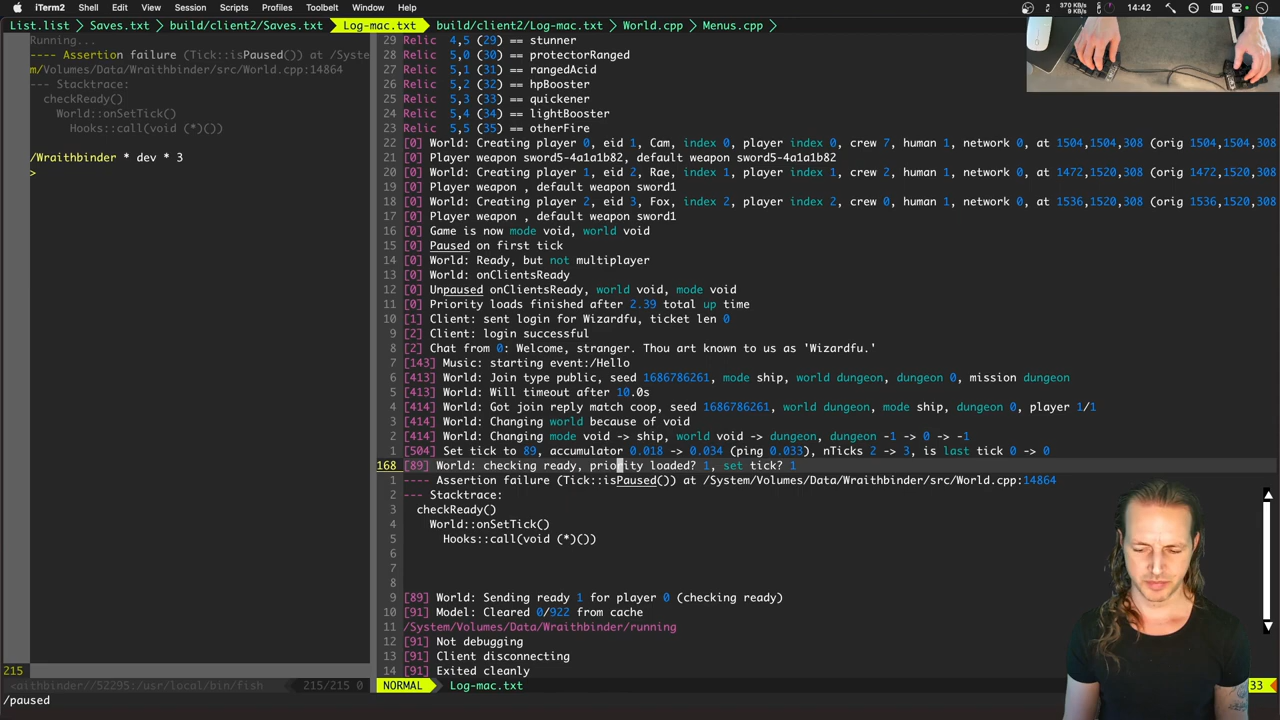 iTerm2 Shell Edit View Session Scripts Profiles Toolbelt Window Help 370 KB/s 9 KB/s 14:42
List.list Saves.txt build/client2/Saves.txt Log-mac.txt build/client2/Log-mac.txt World.cpp Menus.cpp
Running...
---- Assertion failure (Tick::isPaused()) at /Syste
m/Volumes/Data/Wraithbinder/src/World.cpp:14864
--- Stacktrace:
checkReady()
World::onSetTick()
Hooks::call(void (*)())
/Wraithbinder * dev * 3
>
215
<aithbinder//52295:/usr/local/bin/fish 215/215 0
29 Relic 4,5 (29) == stunner
28 Relic 5,0 (30) == protectorRanged
27 Relic 5,1 (31) == rangedAcid
26 Relic 5,2 (32) == hpBooster
25 Relic 5,3 (33) == quickener
24 Relic 5,4 (34) == lightBooster
23 Relic 5,5 (35) == otherFire
22 [0] World: Creating player 0, eid 1, Cam, index 0, player index 0, crew 7, human 1, network 0, at 1504,1504,308 (orig 1504,1504,308
21 [0] Player weapon sword5-4a1a1b82, default weapon sword5-4a1a1b82
20 [0] World: Creating player 1, eid 2, Rae, index 1, player index 1, crew 2, human 1, network 0, at 1472,1520,308 (orig 1472,1520,308
19 [0] Player weapon , default weapon sword1
18 [0] World: Creating player 2, eid 3, Fox, index 2, player index 2, crew 0, human 1, network 0, at 1536,1520,308 (orig 1536,1520,308
17 [0] Player weapon , default weapon sword1
16 [0] Game is now mode void, world void
15 [0] Paused on first tick
14 [0] World: Ready, but not multiplayer
13 [0] World: onClientsReady
12 [0] Unpaused onClientsReady, world void, mode void
11 [0] Priority loads finished after 2.39 total up time
10 [1] Client: sent login for Wizardfu, ticket len 0
9 [2] Client: login successful
8 [2] Chat from 0: Welcome, stranger. Thou art known to us as 'Wizardfu.'
7 [143] Music: starting event:/Hello
6 [413] World: Join type public, seed 1686786261, mode ship, world dungeon, dungeon 0, mission dungeon
5 [413] World: Will timeout after 10.0s
4 [414] World: Got join reply match coop, seed 1686786261, world dungeon, mode ship, dungeon 0, player 1/1
3 [414] World: Changing world because of void
2 [414] World: Changing mode void -> ship, world void -> dungeon, dungeon -1 -> 0 -> -1
1 [504] Set tick to 89, accumulator 0.018 -> 0.034 (ping 0.033), nTicks 2 -> 3, is last tick 0 -> 0
168 [89] World: checking ready, priority loaded? 1, set tick? 1
1 ---- Assertion failure (Tick::isPaused()) at /System/Volumes/Data/Wraithbinder/src/World.cpp:14864
2 --- Stacktrace:
3 checkReady()
4 World::onSetTick()
5 Hooks::call(void (*)())
6
7
8
9 [89] World: Sending ready 1 for player 0 (checking ready)
10 [91] Model: Cleared 0/922 from cache
11 /System/Volumes/Data/Wraithbinder/running
12 [91] Not debugging
13 [91] Client disconnecting
14 [91] Exited cleanly
NORMAL Log-mac.txt 33
/paused